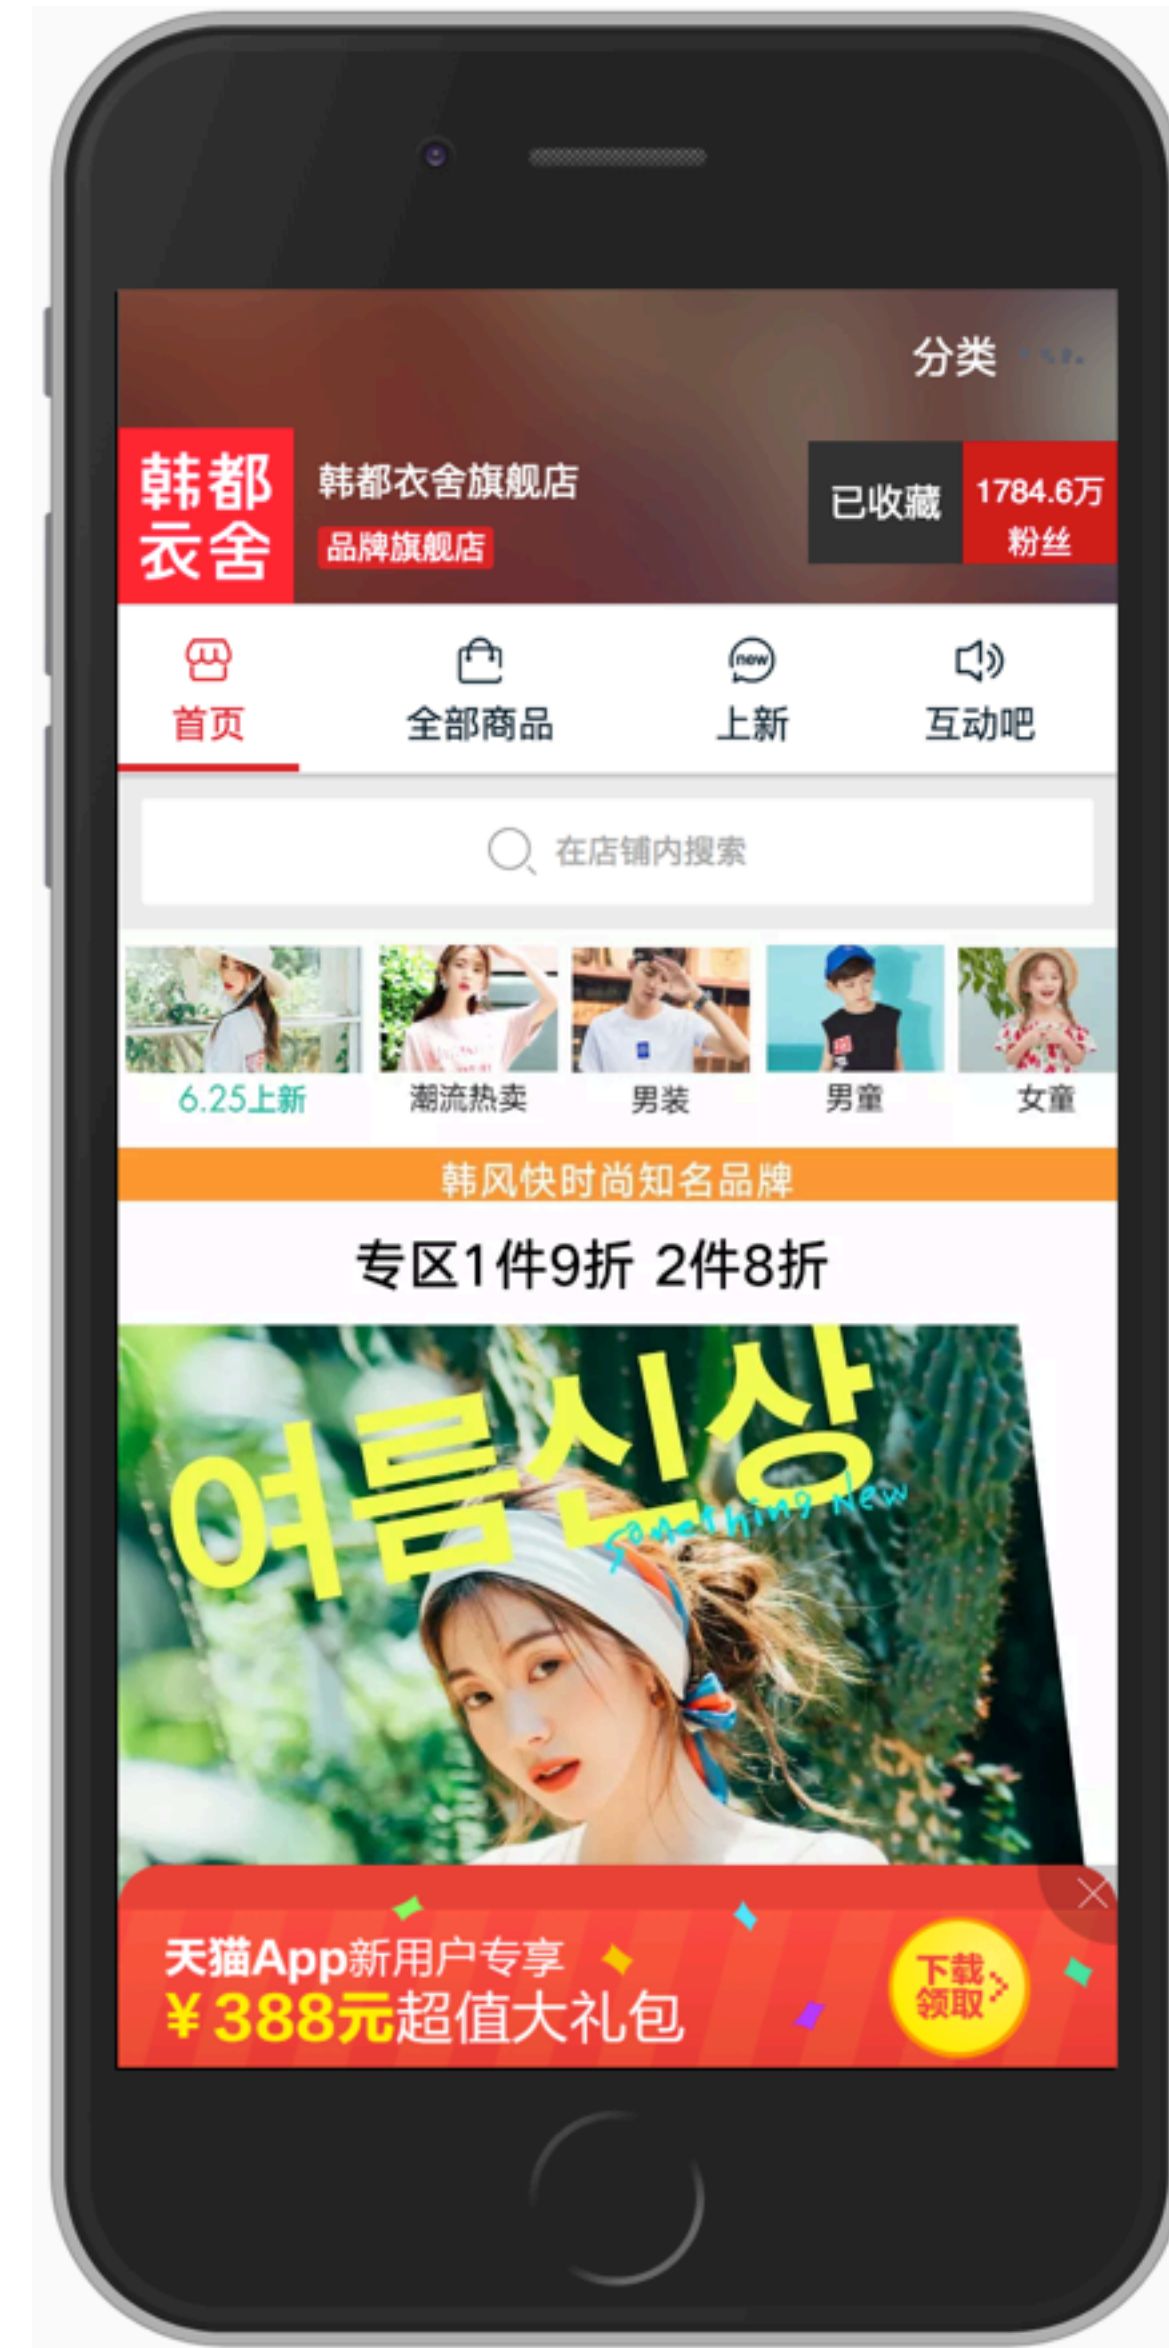 分类
韩都
衣舍
韩都衣舍旗舰店
品牌旗舰店
已收藏
1784.6万
粉丝
首页
全部商品
new
上新
互动吧
在店铺内搜索
6.25上新
潮流热卖
男装
男童
女童
韩风快时尚知名品牌
专区1件9折 2件8折
여름신상
Something New
天猫App新用户专享
¥388元超值大礼包
下载
领取